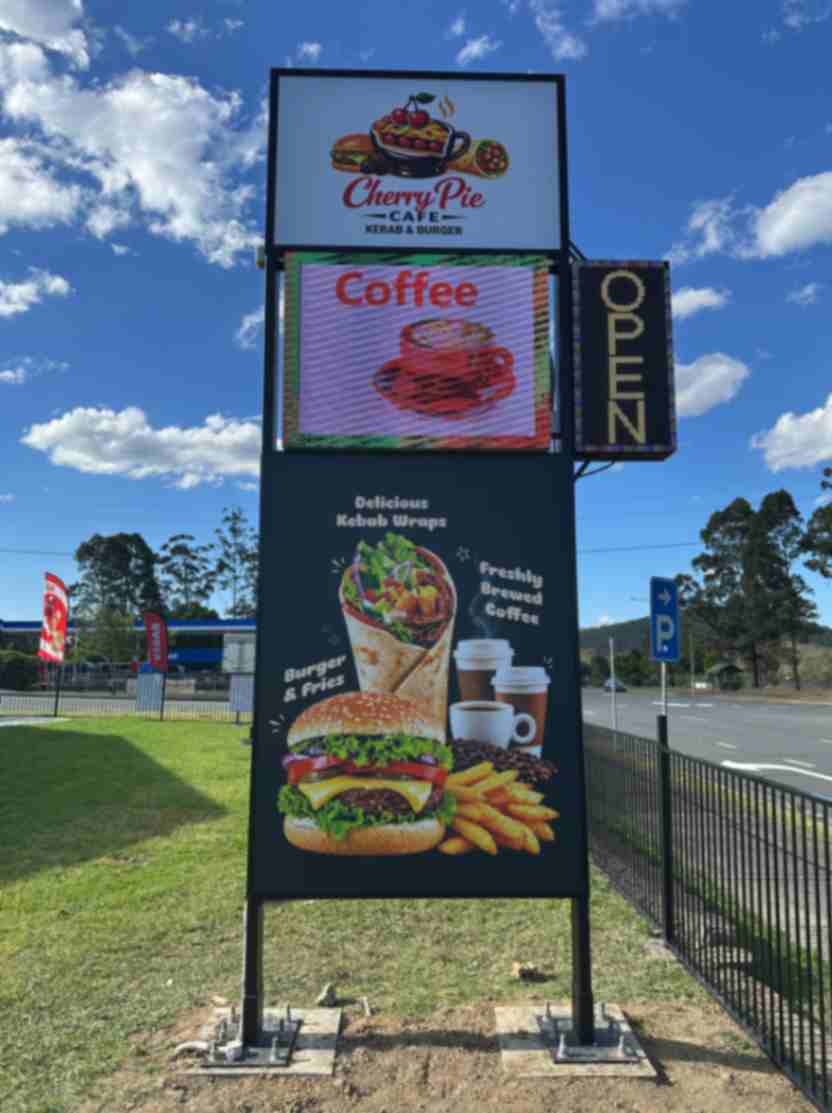 Cherry Pie
CAFE
KEBAB & BURGER
Coffee
OPEN
Delicious
Kebab Wraps
Freshly
Brewed
Coffee
Burger
& Fries
P